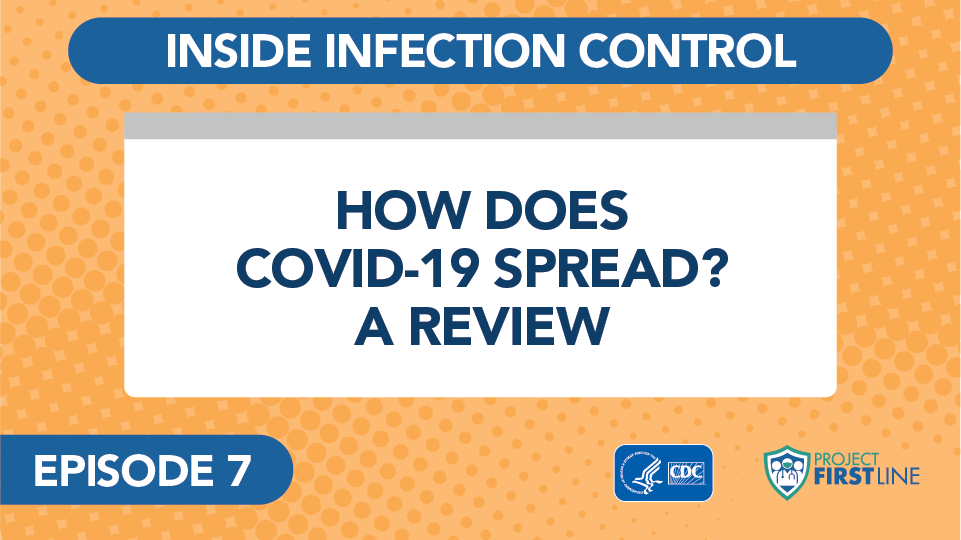 INSIDE INFECTION CONTROL
HOW DOES
COVID-19 SPREAD?
A REVIEW
EPISODE 7
CDC
PROJECT
FIRSTLINE